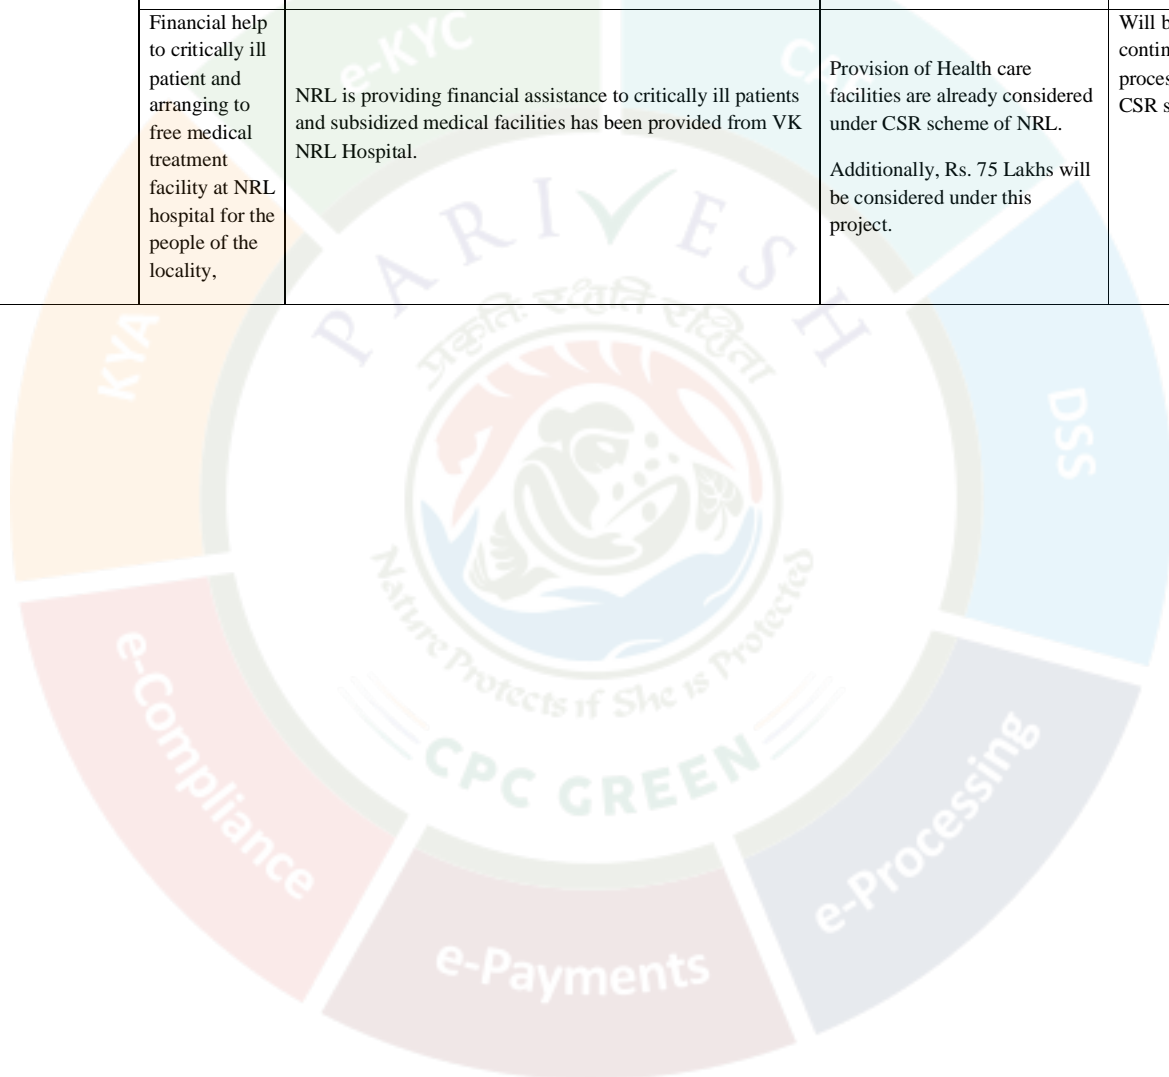 Financial help
to critically ill
patient and
arranging to
free medical
treatment
facility at NRL
hospital for the
people of the
locality,
NRL is providing financial assistance to critically ill patients
and subsidized medical facilities has been provided from VK
NRL Hospital.
Provision of Health care
facilities are already considered
under CSR scheme of NRL.
Additionally, Rs. 75 Lakhs will
be considered under this
project.
Will b
contin
proces
CSR s
e-KYC
PARIVESH
प्रकृतिः रक्षति रक्षिता
KYA
DSS
Nature Protects if She is Protected
CPC GREEN
e-Compliance
e-Processing
e-Payments